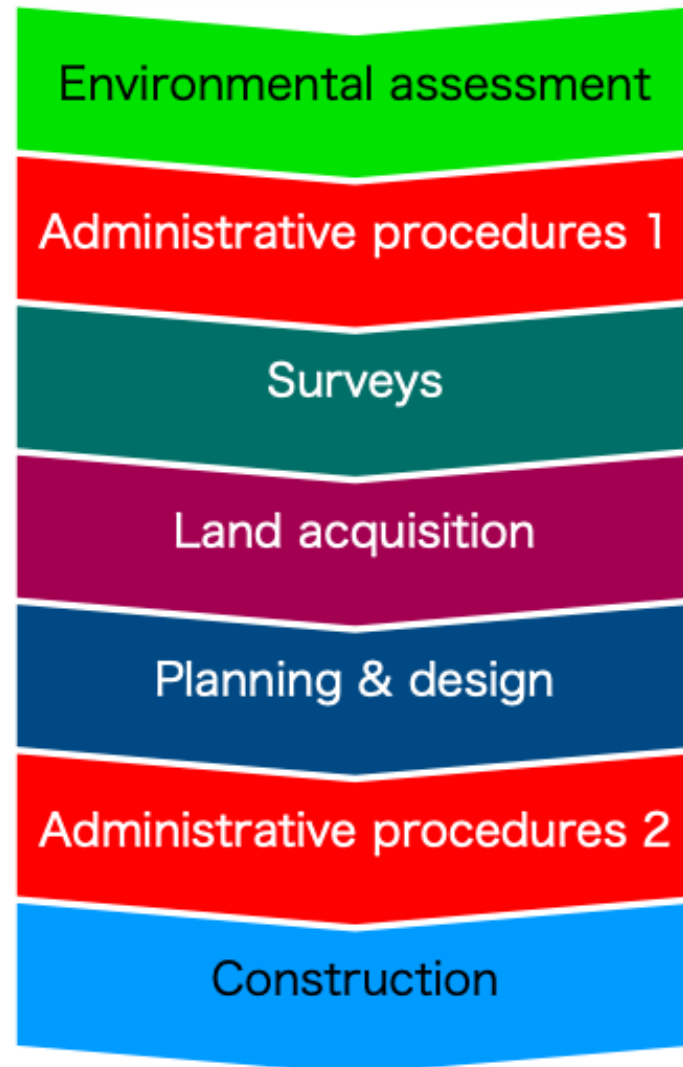 Environmental assessment
Administrative procedures 1
Surveys
Land acquisition
Planning & design
Administrative procedures 2
Construction